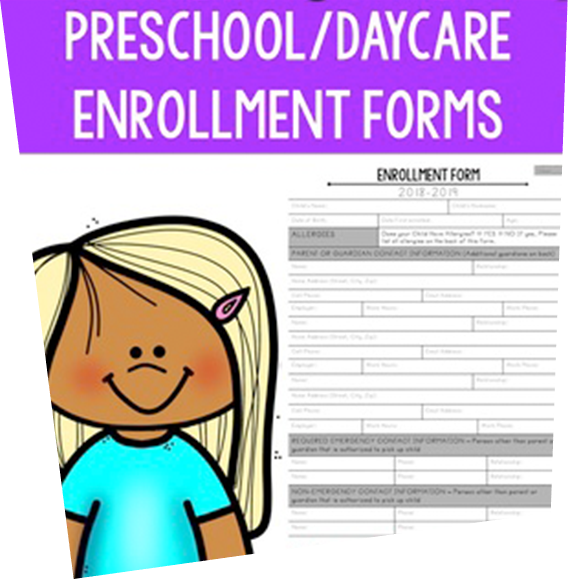 PRESCHOOL/DAYCARE
ENROLLMENT FORMS
ENROLLMENT FORM
2018-2019
Child's Name: Child's Nickname:
Date of Birth: Age:
ALLERGIES Does your Child Have Allergies? YES NO If yes, Please
list all allergies on the back of this form.
PARENT OR GUARDIAN CONTACT INFORMATION (Additional guardians on back)
Name: Relationship:
Home Address (Street, City, Zip):
Cell Phone: Email Address:
Employer: Work Hours: Work Phone:
Name: Relationship:
Home Address (Street, City, Zip):
Cell Phone: Email Address:
Employer: Work Hours: Work Phone:
Name: Relationship:
Home Address (Street, City, Zip):
Cell Phone: Email Address:
Employer: Work Hours: Work Phone:
REQUIRED EMERGENCY CONTACT INFORMATION – Person other than parent or
guardian that is authorized to pick up child
Name: Phone: Relationship:
Name: Phone: Relationship:
NON-EMERGENCY CONTACT INFORMATION – Person other than parent or
guardian that is authorized to pick up child
Name: Phone: Relationship:
Name: Phone: Relationship: